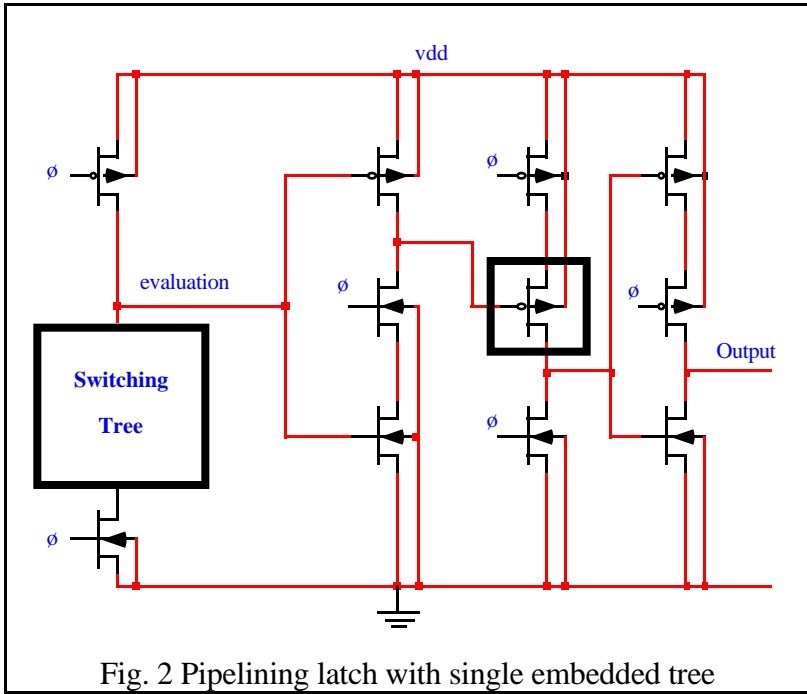 vdd
ø
ø
evaluation
ø
ø
Switching
Tree
Output
ø
ø
Fig. 2 Pipelining latch with single embedded tree